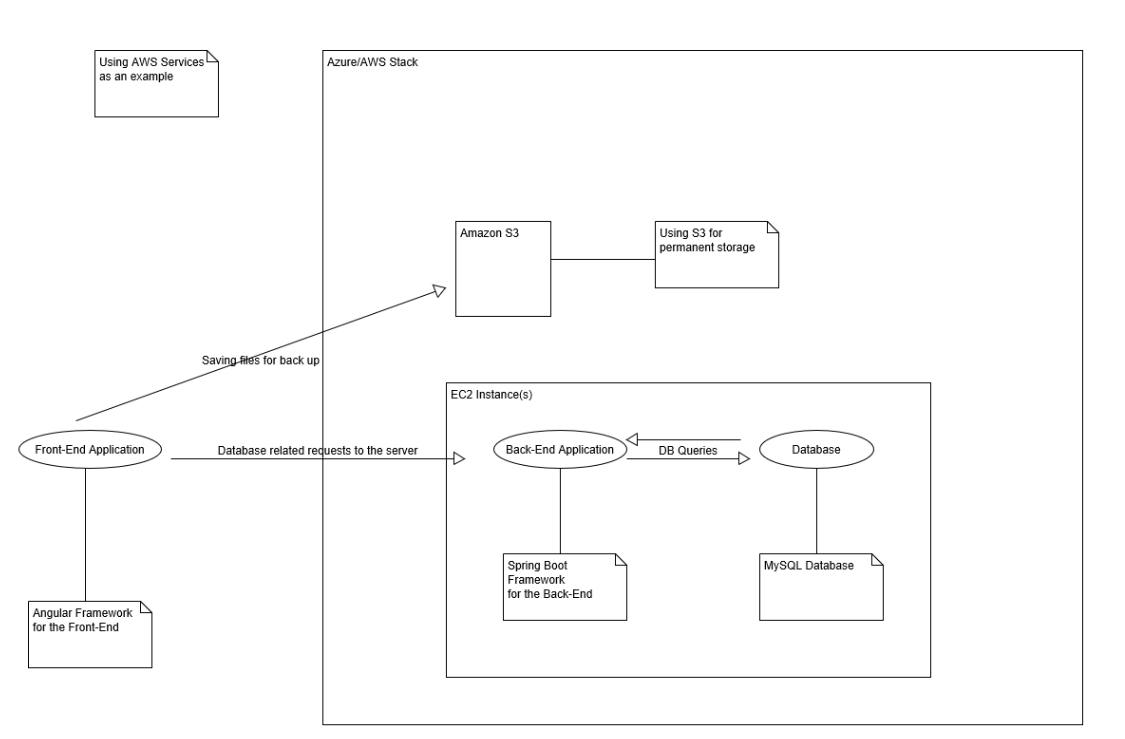 Using AWS Services
as an example
Azure/AWS Stack
Amazon S3
Using S3 for
permanent storage
Saving files for back up
EC2 Instance(s)
Front-End Application
Database related requests to the server
Back-End Application
DB Queries
Database
Spring Boot
Framework
for the Back-End
MySQL Database
Angular Framework
for the Front-End